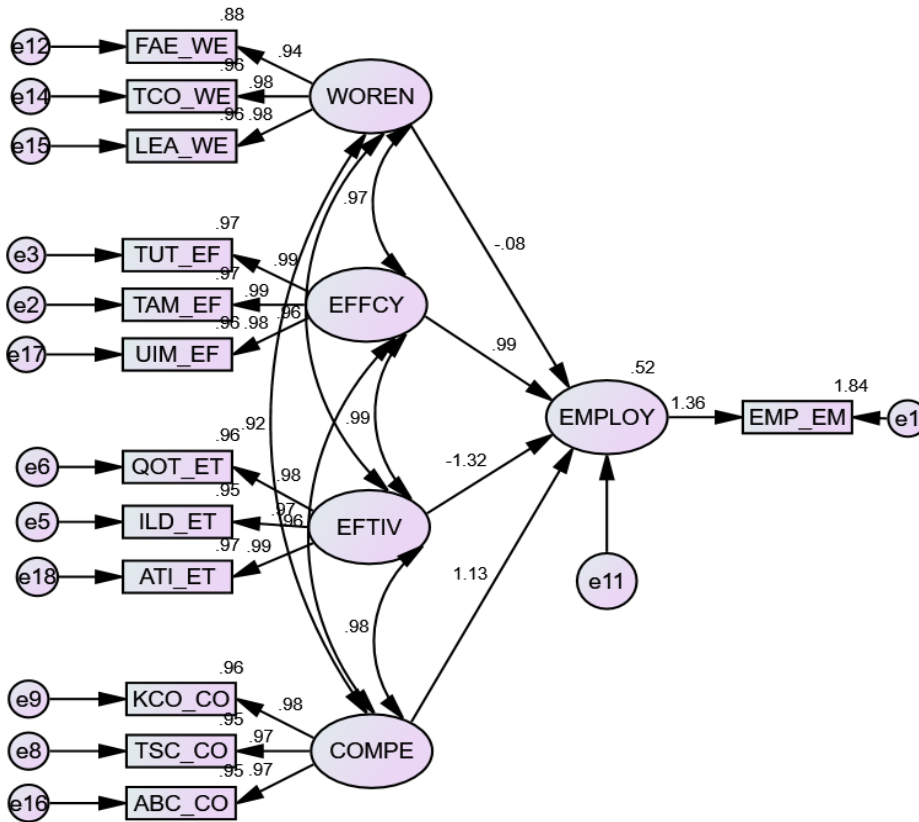 .88
e12 FAE_WE .94
.96
e14 TCO_WE .98 WOREN
.96 .98
e15 LEA_WE
.97
.97
e3 TUT_EF .99
.97
e2 TAM_EF .99 EFFCY
.96 .98 .96
e17 UIM_EF
-.08
.99
.52
EMPLOY 1.36
1.84
EMP_EM e1
.92 .99
.96
e6 QOT_ET .98
.95
e5 ILD_ET .97 EFTIV
.96
.97 .99
e18 ATI_ET
-1.32
1.13
e11
.98
.96
e9 KCO_CO .98
.95
e8 TSC_CO .97 COMPE
.95 .97
e16 ABC_CO